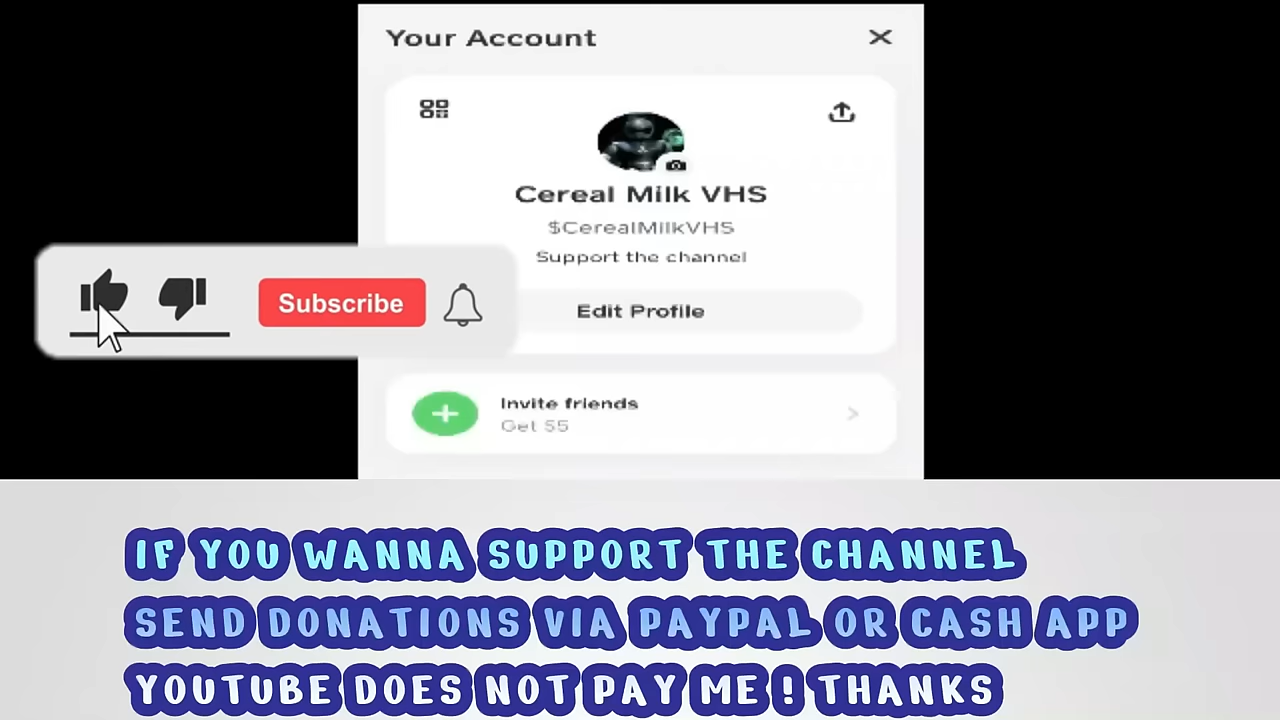 Your Account
Cereal Milk VHS
$CerealMilkVHS
Support the channel
Subscribe
Edit Profile
Invite friends
Get $5
IF YOU WANNA SUPPORT THE CHANNEL
SEND DONATIONS VIA PAYPAL OR CASH APP
YOUTUBE DOES NOT PAY ME ! THANKS